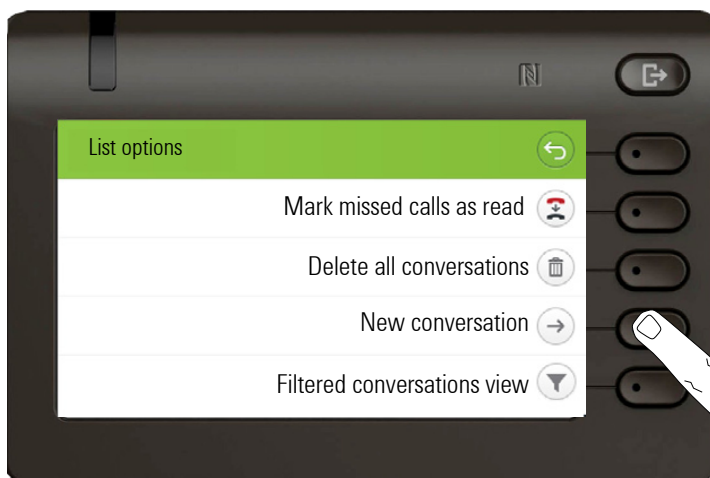 List options
Mark missed calls as read
Delete all conversations
New conversation
Filtered conversations view